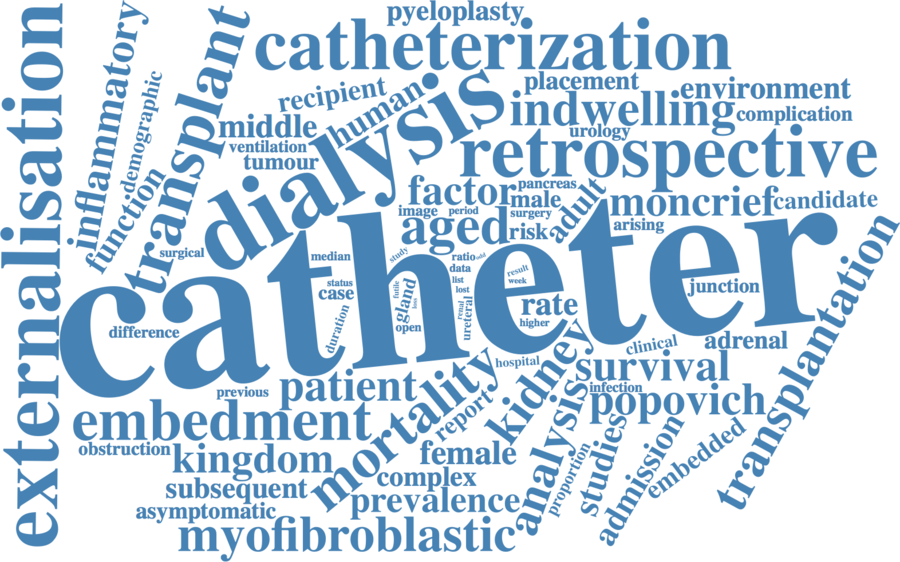 pyeloplasty
catheterization
externalisation
inflammatory
demographic
function
transplant
recipient
human
placement
environment
indwelling
complication
middle
ventilation
tumour
dialysis
urology
retrospective
factor
pancreas
male
adult
moncrief
candidate
image
period
surgery
aged
risk
arising
surgical
median
study
ratio
odd
data
result
week
status
case
list
lost
futile
loss
gland
open
renal
ureteral
rate
higher
junction
catheter
difference
duration
transplantation
hospital
kidney
clinical
adrenal
survival
previous
patient
mortality
infection
popovich
embedment
report
analysis
obstruction
kingdom
female
studies
admission
embedded
subsequent
complex
proportion
prevalence
asymptomatic
myofibroblastic